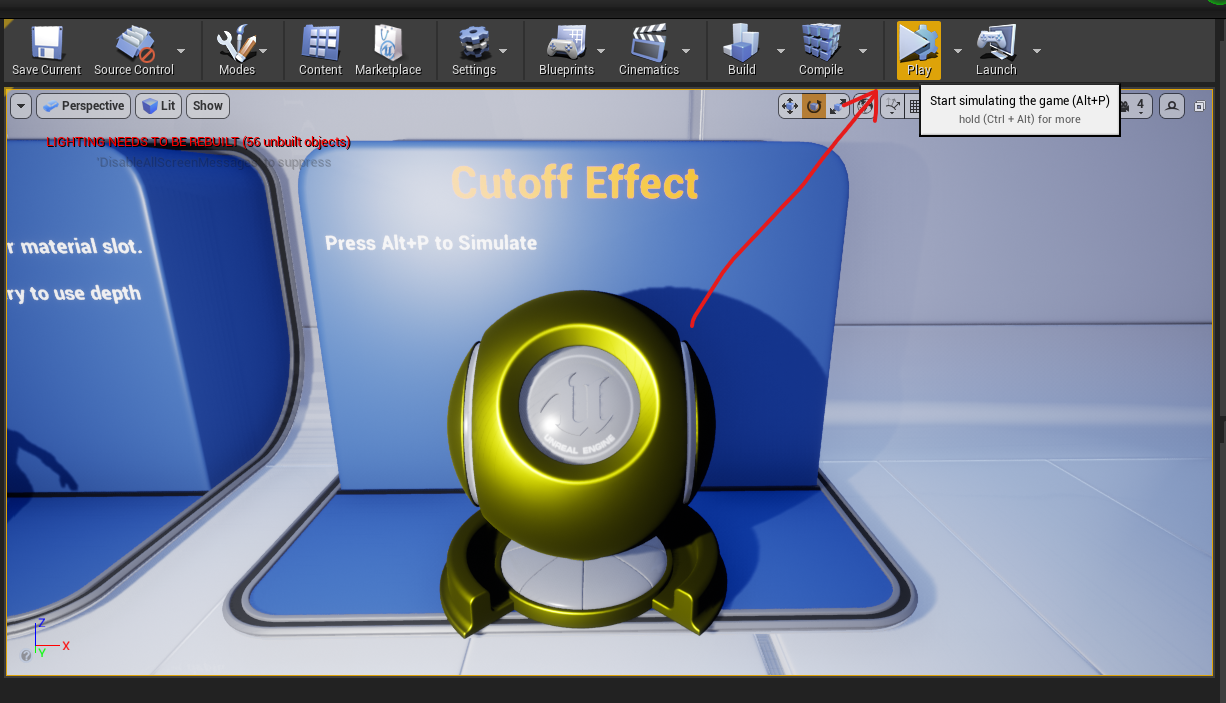 Save Current
Source Control
Modes
Content
Marketplace
Settings
Blueprints
Cinematics
Build
Compile
Play
Launch
Perspective
Lit
Show
4
Start simulating the game (Alt+P)
hold (Ctrl + Alt) for more
LIGHTING NEEDS TO BE REBUILT (56 unbuilt objects)
'DisableAllScreenMessages' to suppress
Cutoff Effect
Press Alt+P to Simulate
r material slot.
ry to use depth
UNREAL ENGINE
Z
X
Y
?